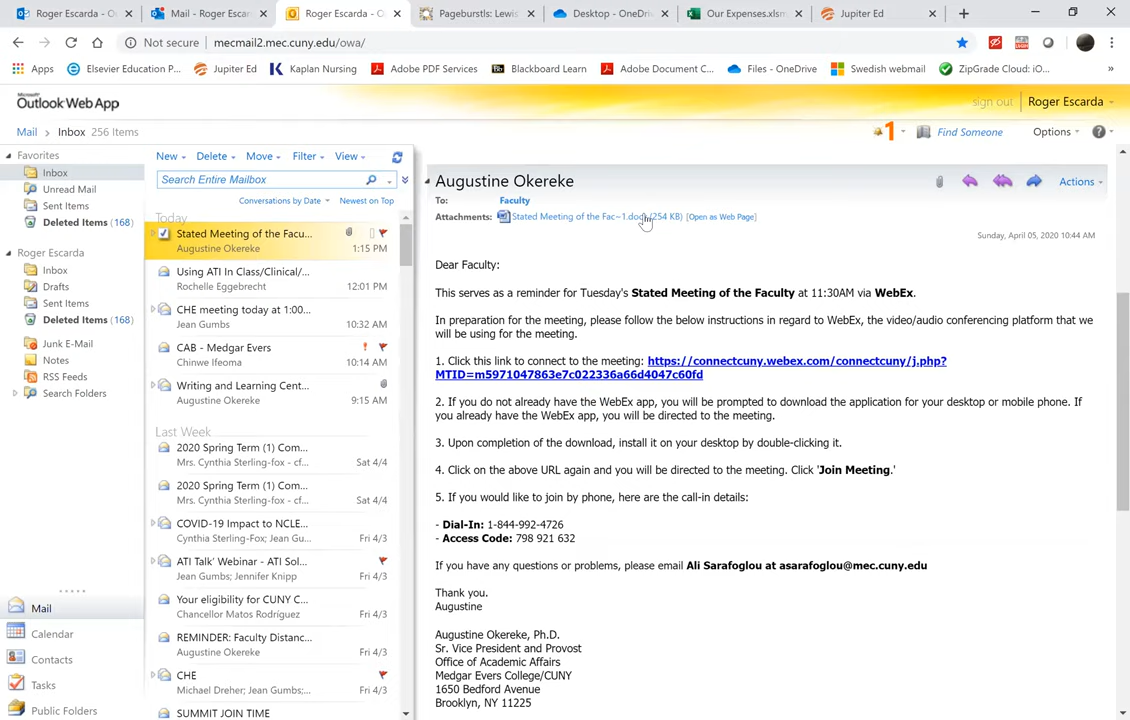 Roger Escarda - Ov
Mail - Roger Escar
Roger Escarda - O
Pageburstls: Lewis
Desktop - OneDriv
Our Expenses.xlsm
Jupiter Ed
Not secure mecmail2.mec.cuny.edu/owa/
Apps Elsevier Education P... Jupiter Ed Kaplan Nursing Adobe PDF Services Blackboard Learn Adobe Document C... Files - OneDrive Swedish webmail ZipGrade Cloud: iO... »
Microsoft
Outlook Web App
sign out Roger Escarda
Mail > Inbox 256 Items
1 Find Someone Options
Favorites
Inbox
Unread Mail
Sent Items
Deleted Items (168)
Roger Escarda
Inbox
Drafts
Sent Items
Deleted Items (168)
Junk E-Mail
Notes
RSS Feeds
Search Folders
Mail
Calendar
Contacts
Tasks
Public Folders
New Delete Move Filter View
Search Entire Mailbox
Conversations by Date Newest on Top
Today
Stated Meeting of the Facu...
Augustine Okereke 1:15 PM
Using ATI In Class/Clinical/...
Rochelle Eggebrecht 12:01 PM
CHE meeting today at 1:00...
Jean Gumbs 10:32 AM
CAB - Medgar Evers
Chinwe Ifeoma 10:14 AM
Writing and Learning Cent...
Augustine Okereke 9:15 AM
Last Week
2020 Spring Term (1) Com...
Mrs. Cynthia Sterling-fox - cf... Sat 4/4
2020 Spring Term (1) Com...
Mrs. Cynthia Sterling-fox - cf... Sat 4/4
COVID-19 Impact to NCLE...
Cynthia Sterling-Fox; Jean Gu... Fri 4/3
ATI Talk' Webinar - ATI Sol...
Jean Gumbs; Jennifer Knipp Fri 4/3
Your eligibility for CUNY C...
Chancellor Matos Rodríguez Fri 4/3
REMINDER: Faculty Distanc...
Augustine Okereke Fri 4/3
CHE
Michael Dreher; Jean Gumbs;... Fri 4/3
SUMMIT JOIN TIME
Augustine Okereke
Actions
To: Faculty
Attachments: Stated Meeting of the Fac~1.docx (254 KB) [Open as Web Page]
Sunday, April 05, 2020 10:44 AM
Dear Faculty:
This serves as a reminder for Tuesday's Stated Meeting of the Faculty at 11:30AM via WebEx.
In preparation for the meeting, please follow the below instructions in regard to WebEx, the video/audio conferencing platform that we
will be using for the meeting.
1. Click this link to connect to the meeting: https://connectcuny.webex.com/connectcuny/j.php?
MTID=m5971047863e7c022336a66d4047c60fd
2. If you do not already have the WebEx app, you will be prompted to download the application for your desktop or mobile phone. If
you already have the WebEx app, you will be directed to the meeting.
3. Upon completion of the download, install it on your desktop by double-clicking it.
4. Click on the above URL again and you will be directed to the meeting. Click 'Join Meeting.'
5. If you would like to join by phone, here are the call-in details:
- Dial-In: 1-844-992-4726
- Access Code: 798 921 632
If you have any questions or problems, please email Ali Sarafoglou at asarafoglou@mec.cuny.edu
Thank you.
Augustine
Augustine Okereke, Ph.D.
Sr. Vice President and Provost
Office of Academic Affairs
Medgar Evers College/CUNY
1650 Bedford Avenue
Brooklyn, NY 11225